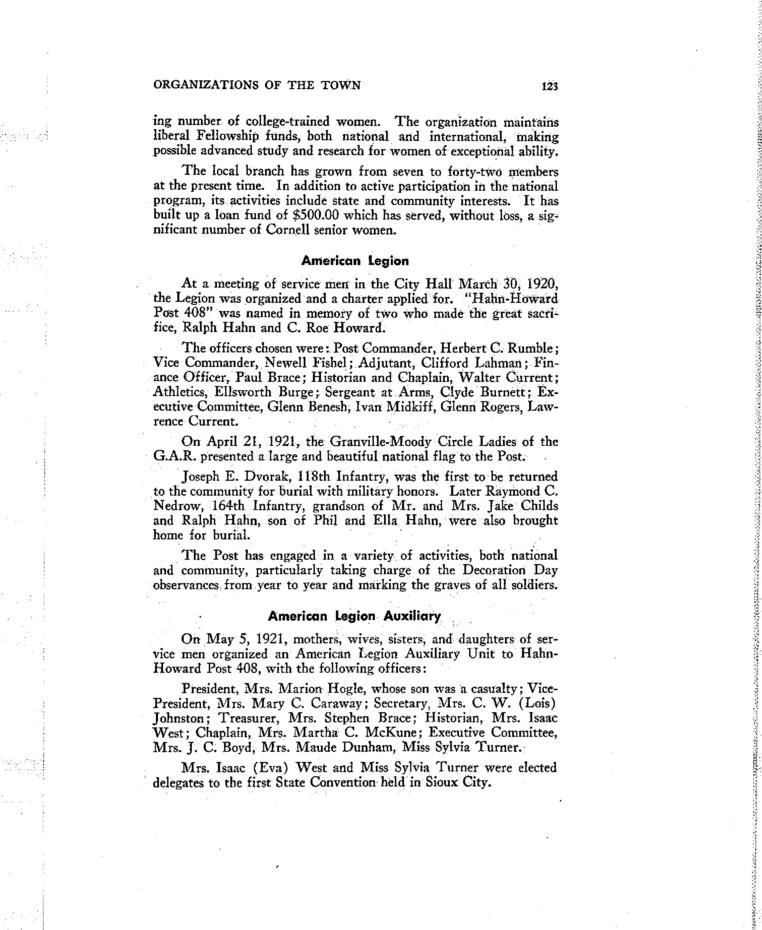 ORGANIZATIONS OF THE TOWN 123
ing number of college-trained women. The organization maintains
liberal Fellowship funds, both national and international, making
possible advanced study and research for women of exceptional ability.
The local branch has grown from seven to forty-two members
at the present time. In addition to active participation in the national
program, its activities include state and community interests. It has
built up a loan fund of $500.00 which has served, without loss, a sig-
nificant number of Cornell senior women.
American Legion
At a meeting of service men in the City Hall March 30, 1920,
the Legion was organized and a charter applied for. "Hahn-Howard
Post 408" was named in memory of two who made the great sacri-
fice, Ralph Hahn and C. Roe Howard.
The officers chosen were: Post Commander, Herbert C. Rumble;
Vice Commander, Newell Fishel; Adjutant, Clifford Lahman; Fin-
ance Officer, Paul Brace; Historian and Chaplain, Walter Current;
Athletics, Ellsworth Burge; Sergeant at Arms, Clyde Burnett; Ex-
ecutive Committee, Glenn Benesh, Ivan Midkiff, Glenn Rogers, Law-
rence Current.
On April 21, 1921, the Granville-Moody Circle Ladies of the
G.A.R. presented a large and beautiful national flag to the Post.
Joseph E. Dvorak, 118th Infantry, was the first to be returned
to the community for burial with military honors. Later Raymond C.
Nedrow, 164th Infantry, grandson of Mr. and Mrs. Jake Childs
and Ralph Hahn, son of Phil and Ella Hahn, were also brought
home for burial.
The Post has engaged in a variety of activities, both national
and community, particularly taking charge of the Decoration Day
observances from year to year and marking the graves of all soldiers.
American Legion Auxiliary
On May 5, 1921, mothers, wives, sisters, and daughters of ser-
vice men organized an American Legion Auxiliary Unit to Hahn-
Howard Post 408, with the following officers:
President, Mrs. Marion Hogle, whose son was a casualty; Vice-
President, Mrs. Mary C. Caraway; Secretary, Mrs. C. W. (Lois)
Johnston; Treasurer, Mrs. Stephen Brace; Historian, Mrs. Isaac
West; Chaplain, Mrs. Martha C. McKune; Executive Committee,
Mrs. J. C. Boyd, Mrs. Maude Dunham, Miss Sylvia Turner.
Mrs. Isaac (Eva) West and Miss Sylvia Turner were elected
delegates to the first State Convention held in Sioux City.